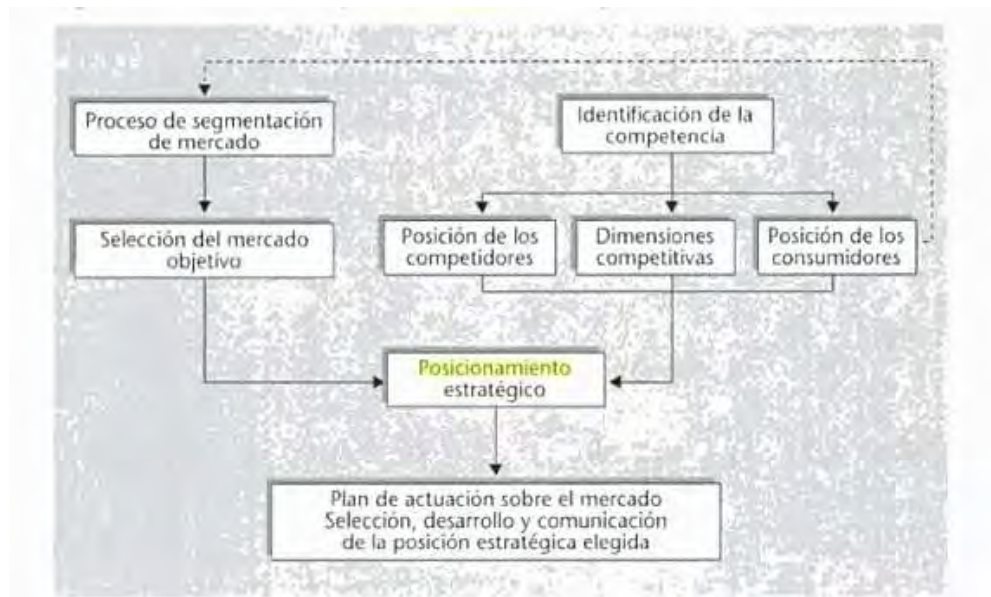 Proceso de segmentación
de mercado
Identificación de la
competencia
Selección del mercado
objetivo
Posición de los
competidores
Dimensiones
competitivas
Posición de los
consumidores
Posicionamiento
estratégico
Plan de actuación sobre el mercado
Selección, desarrollo y comunicación
de la posición estratégica elegida